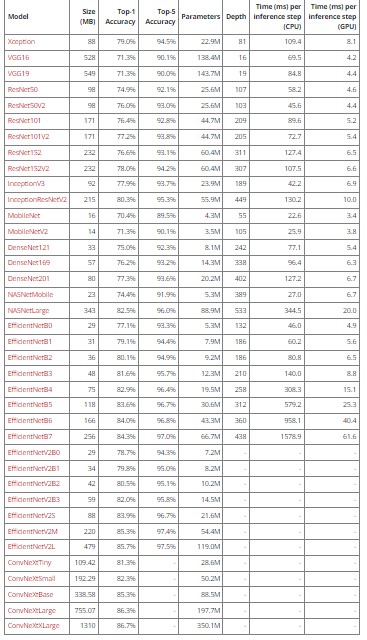 Model Size (MB) Top-1 Accuracy Top-5 Accuracy Parameters Depth Time (ms) per inference step (CPU) Time (ms) per inference step (GPU)
Xception 88 79.0% 94.5% 22.9M 81 109.4 8.1
VGG16 528 71.3% 90.1% 138.4M 16 69.5 4.2
VGG19 549 71.3% 90.0% 143.7M 19 84.8 4.4
ResNet50 98 74.9% 92.1% 25.6M 107 58.2 4.6
ResNet50V2 98 76.0% 93.0% 25.6M 103 45.6 4.4
ResNet101 171 76.4% 92.8% 44.7M 209 89.6 5.2
ResNet101V2 171 77.2% 93.8% 44.7M 205 72.7 5.4
ResNet152 232 76.6% 93.1% 60.4M 311 127.4 6.5
ResNet152V2 232 78.0% 94.2% 60.4M 307 107.5 6.6
InceptionV3 92 77.9% 93.7% 23.9M 189 42.2 6.9
InceptionResNetV2 215 80.3% 95.3% 55.9M 449 130.2 10.0
MobileNet 16 70.4% 89.5% 4.3M 55 22.6 3.4
MobileNetV2 14 71.3% 90.1% 3.5M 105 25.9 3.8
DenseNet121 33 75.0% 92.3% 8.1M 242 77.1 5.4
DenseNet169 57 76.2% 93.2% 14.3M 338 96.4 6.3
DenseNet201 80 77.3% 93.6% 20.2M 402 127.2 6.7
NASNetMobile 23 74.4% 91.9% 5.3M 389 27.0 6.7
NASNetLarge 343 82.5% 96.0% 88.9M 533 344.5 20.0
EfficientNetB0 29 77.1% 93.3% 5.3M 132 46.0 4.9
EfficientNetB1 31 79.1% 94.4% 7.9M 186 60.2 5.6
EfficientNetB2 36 80.1% 94.9% 9.2M 186 80.8 6.5
EfficientNetB3 48 81.6% 95.7% 12.3M 210 140.0 8.8
EfficientNetB4 75 82.9% 96.4% 19.5M 258 308.3 15.1
EfficientNetB5 118 83.6% 96.7% 30.6M 312 579.2 25.3
EfficientNetB6 166 84.0% 96.8% 43.3M 360 958.1 40.4
EfficientNetB7 256 84.3% 97.0% 66.7M 438 1578.9 61.6
EfficientNetV2B0 29 78.7% 94.3% 7.2M - - -
EfficientNetV2B1 34 79.8% 95.0% 8.2M - - -
EfficientNetV2B2 42 80.5% 95.1% 10.2M - - -
EfficientNetV2B3 59 82.0% 95.8% 14.5M - - -
EfficientNetV2S 88 83.9% 96.7% 21.6M - - -
EfficientNetV2M 220 85.3% 97.4% 54.4M - - -
EfficientNetV2L 479 85.7% 97.5% 119.0M - - -
ConvNeXtTiny 109.42 81.3% - 28.6M - - -
ConvNeXtSmall 192.29 82.3% - 50.2M - - -
ConvNeXtBase 338.58 85.3% - 88.5M - - -
ConvNeXtLarge 755.07 86.3% - 197.7M - - -
ConvNeXtXLarge 1310 86.7% - 350.1M - - -